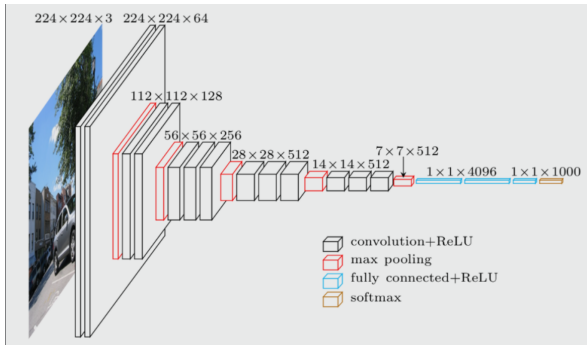 224×224×3
224×224×64
112×112×128
56×56×256
28×28×512
14×14×512
7×7×512
1×1×4096
1×1×1000
convolution+ReLU
max pooling
fully connected+ReLU
softmax